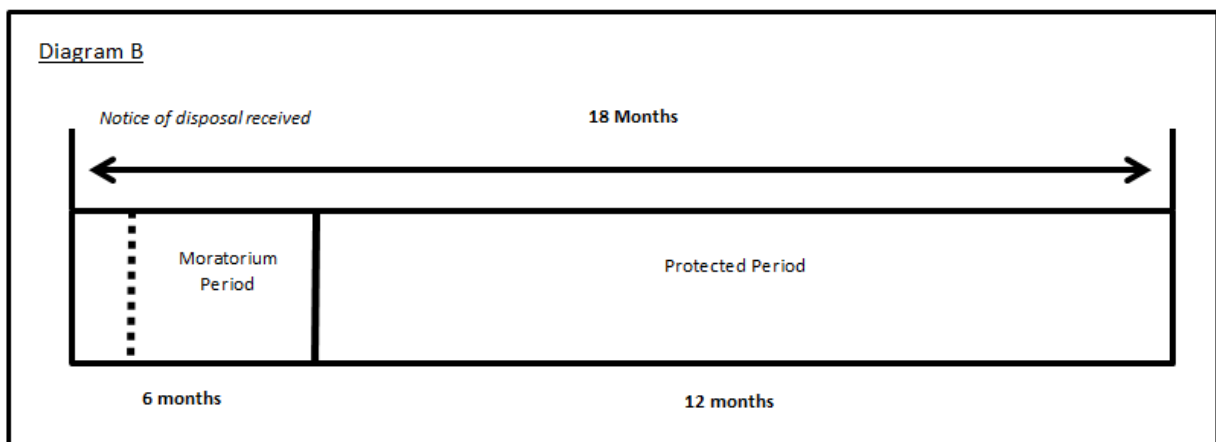 Diagram B
Notice of disposal received
18 Months
Moratorium
Period
Protected Period
6 months
12 months